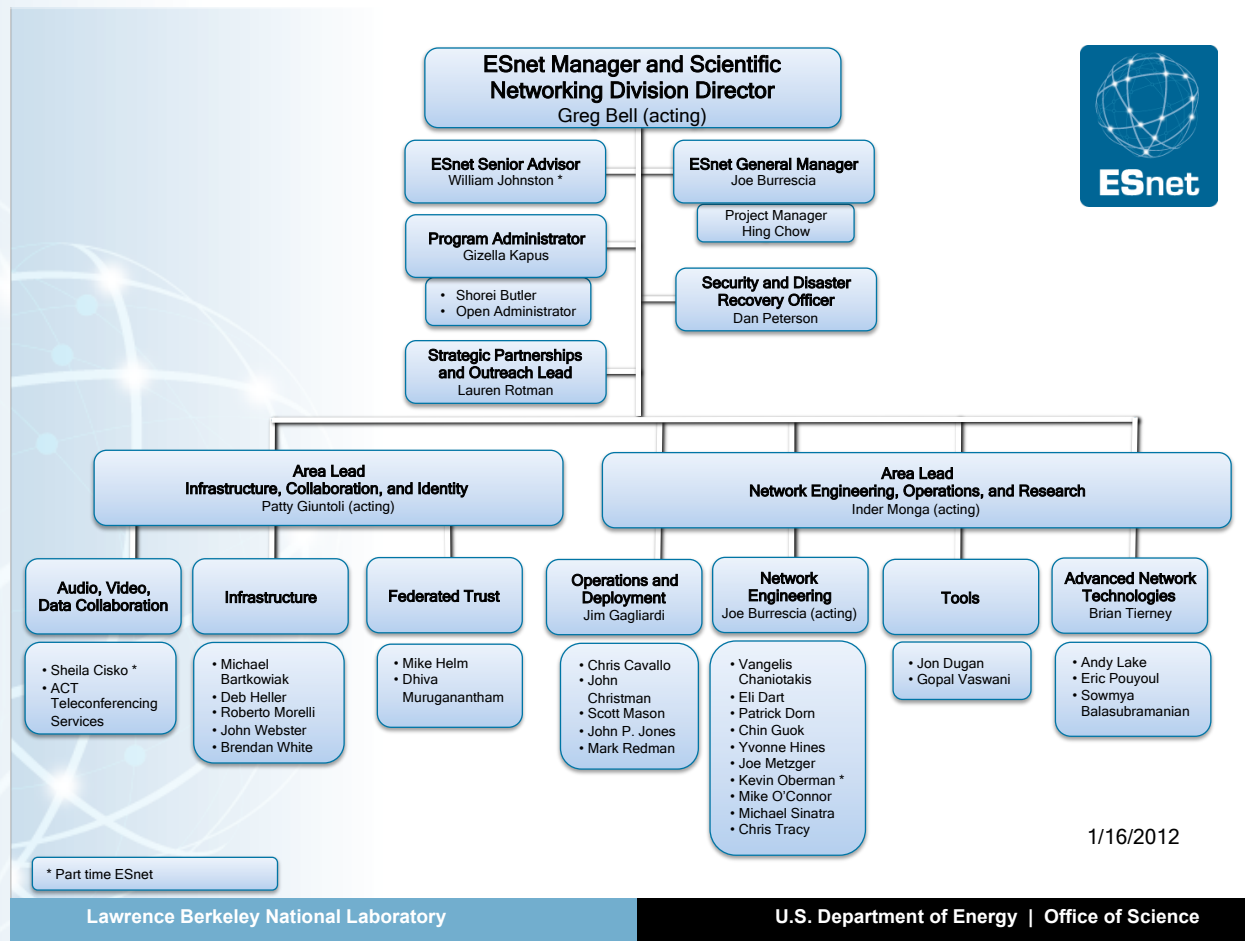 ESnet Manager and Scientific
Networking Division Director
Greg Bell (acting)
ESnet
ESnet Senior Advisor
William Johnston *
ESnet General Manager
Joe Burrescia
Project Manager
Hing Chow
Program Administrator
Gizella Kapus
• Shorei Butler
• Open Administrator
Security and Disaster
Recovery Officer
Dan Peterson
Strategic Partnerships
and Outreach Lead
Lauren Rotman
Area Lead
Infrastructure, Collaboration, and Identity
Patty Giuntoli (acting)
Area Lead
Network Engineering, Operations, and Research
Inder Monga (acting)
Audio, Video,
Data Collaboration
• Sheila Cisko *
• ACT
Teleconferencing
Services
Infrastructure
• Michael
Bartkowiak
• Deb Heller
• Roberto Morelli
• John Webster
• Brendan White
Federated Trust
• Mike Helm
• Dhiva
Muruganantham
Operations and
Deployment
Jim Gagliardi
• Chris Cavallo
• John
Christman
• Scott Mason
• John P. Jones
• Mark Redman
Network
Engineering
Joe Burrescia (acting)
• Vangelis
Chaniotakis
• Eli Dart
• Patrick Dorn
• Chin Guok
• Yvonne Hines
• Joe Metzger
• Kevin Oberman *
• Mike O’Connor
• Michael Sinatra
• Chris Tracy
Tools
• Jon Dugan
• Gopal Vaswani
Advanced Network
Technologies
Brian Tierney
• Andy Lake
• Eric Pouyoul
• Sowmya
Balasubramanian
1/16/2012
* Part time ESnet
Lawrence Berkeley National Laboratory
U.S. Department of Energy | Office of Science